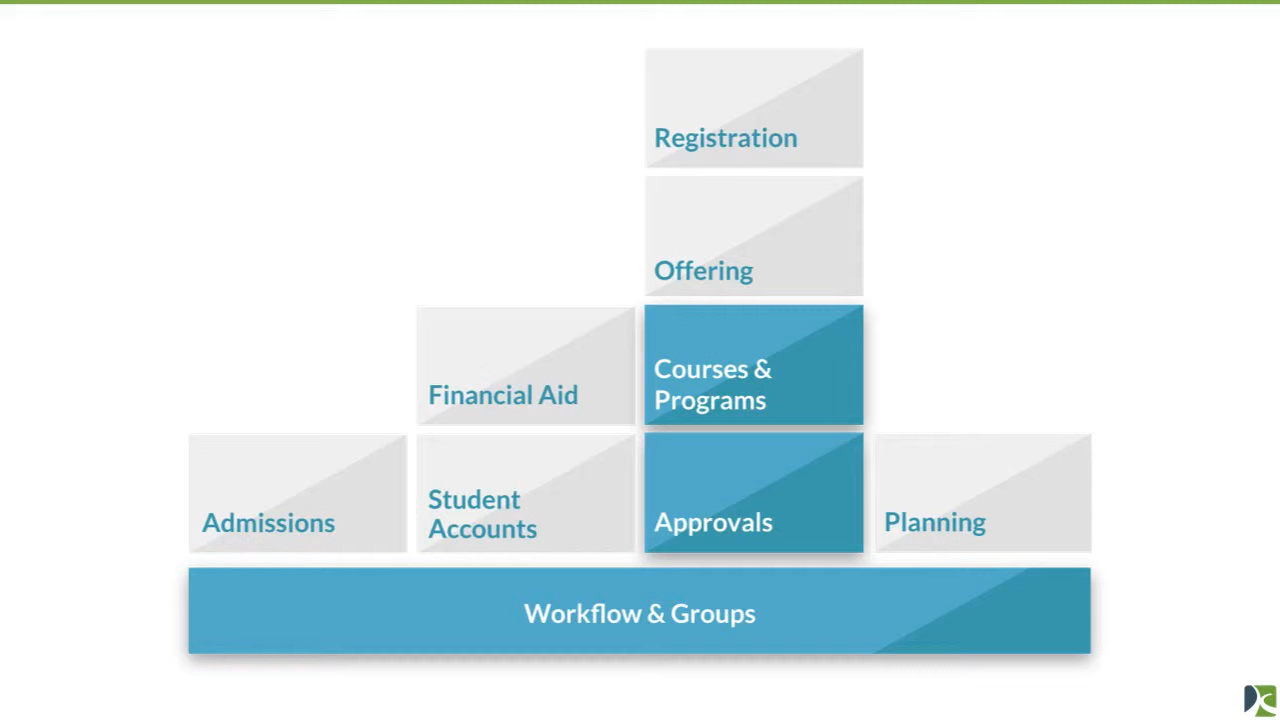 Registration
Offering
Financial Aid
Courses &
Programs
Admissions
Student
Accounts
Approvals
Planning
Workflow & Groups